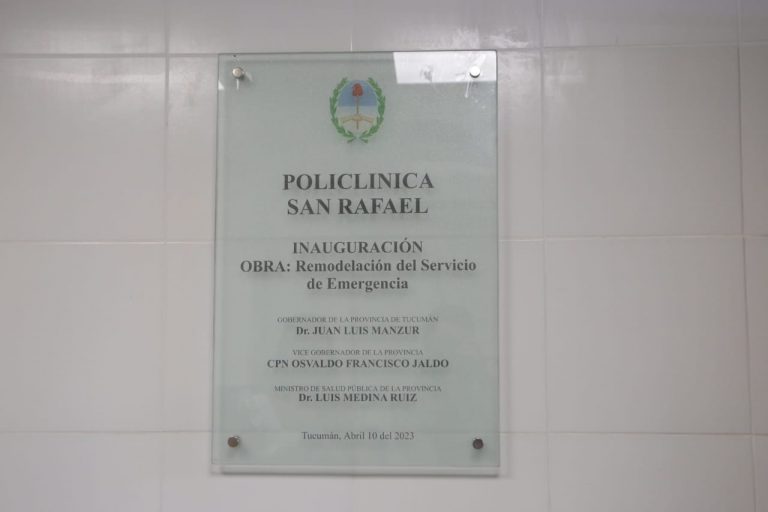 POLICLINICA
SAN RAFAEL
INAUGURACIÓN
OBRA: Remodelación del Servicio
de Emergencia
GOBERNADOR DE LA PROVINCIA DE TUCUMÁN
Dr. JUAN LUIS MANZUR
VICE GOBERNADOR DE LA PROVINCIA
CPN OSVALDO FRANCISCO JALDO
MINISTRO DE SALUD PÚBLICA DE LA PROVINCIA
Dr. LUIS MEDINA RUIZ
Tucumán, Abril 10 del 2023